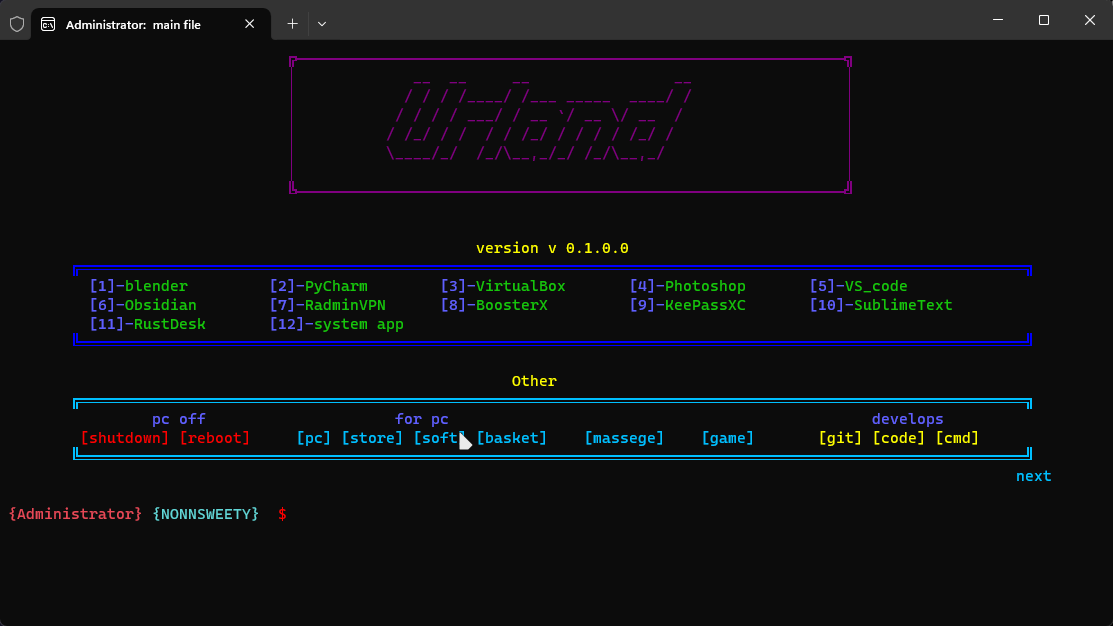 Administrator: main file
Urland
version v 0.1.0.0
[1]-blender [2]-PyCharm [3]-VirtualBox [4]-Photoshop [5]-VS_code
[6]-Obsidian [7]-RadminVPN [8]-BoosterX [9]-KeePassXC [10]-SublimeText
[11]-RustDesk [12]-system app
Other
pc off for pc develops
[shutdown] [reboot] [pc] [store] [soft] [basket] [massege] [game] [git] [code] [cmd]
next
{Administrator} {NONNSWEETY} $